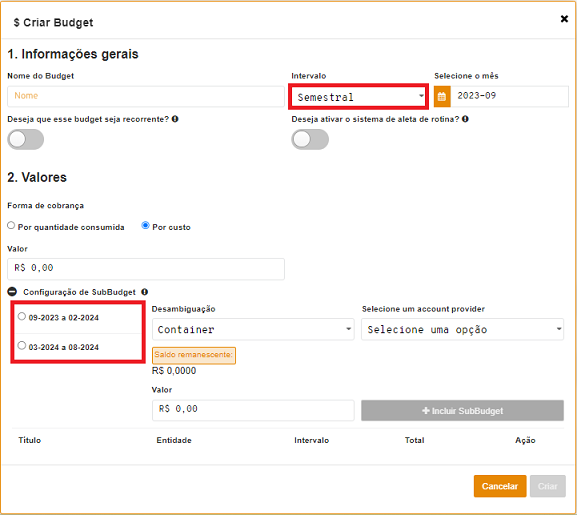 $ Criar Budget
1. Informações gerais
Nome do Budget
Intervalo
Selecione o mês
Nome
Semestral
2023-09
Deseja que esse budget seja recorrente?
Deseja ativar o sistema de aleta de rotina?
2. Valores
Forma de cobrança
Por quantidade consumida
Por custo
Valor
R$ 0,00
Configuração de SubBudget
09-2023 a 02-2024
03-2024 a 08-2024
Desambiguação
Selecione um account provider
Container
Selecione uma opção
Saldo remanescente:
R$ 0,0000
Valor
R$ 0,00
+ Incluir SubBudget
Título
Entidade
Intervalo
Total
Ação
Cancelar
Criar